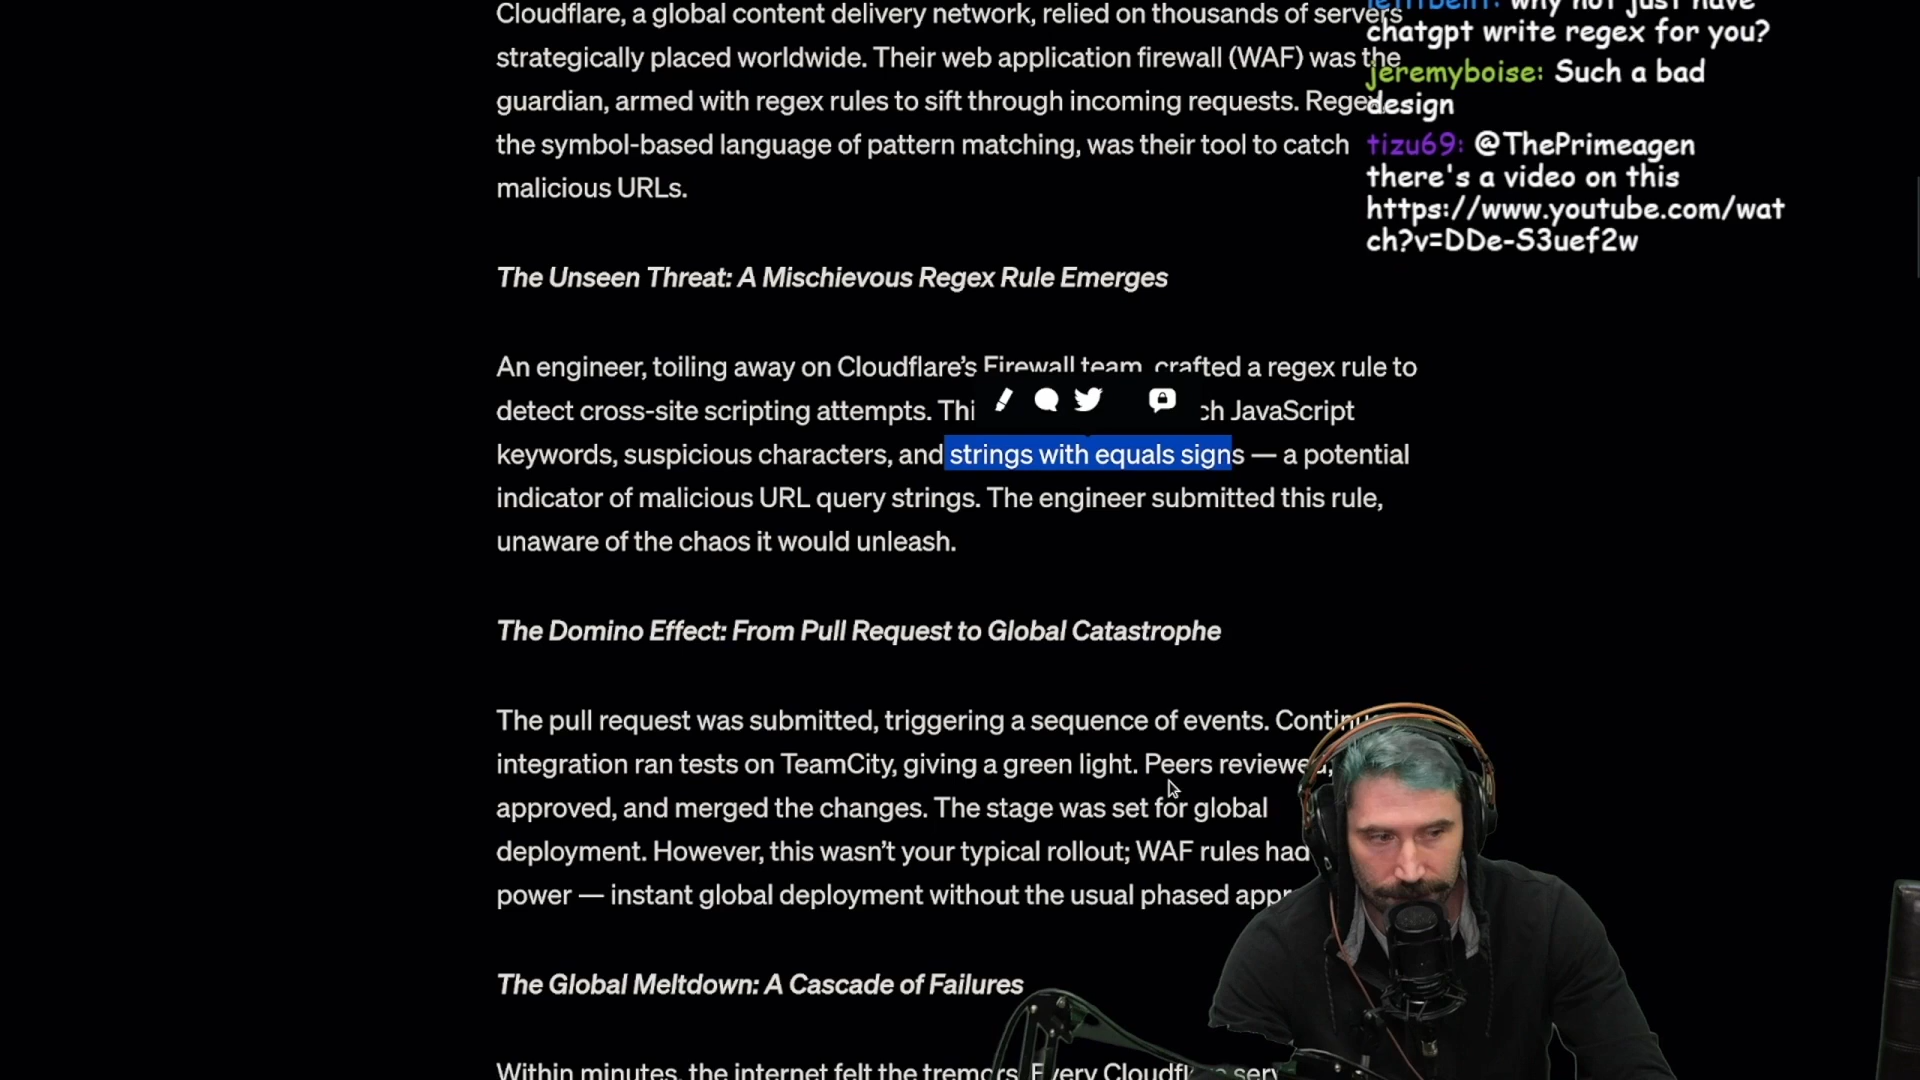 Cloudflare, a global content delivery network, relied on thousands of servers
strategically placed worldwide. Their web application firewall (WAF) was the
guardian, armed with regex rules to sift through incoming requests. Regex,
the symbol-based language of pattern matching, was their tool to catch
malicious URLs.
The Unseen Threat: A Mischievous Regex Rule Emerges
An engineer, toiling away on Cloudflare's Firewall team, crafted a regex rule to
detect cross-site scripting attempts. Thi ch JavaScript
keywords, suspicious characters, and strings with equals signs — a potential
indicator of malicious URL query strings. The engineer submitted this rule,
unaware of the chaos it would unleash.
The Domino Effect: From Pull Request to Global Catastrophe
The pull request was submitted, triggering a sequence of events.
integration ran tests on TeamCity, giving a green light. Peers reviewed,
approved, and merged the changes. The stage was set for global
deployment. However, this wasn't your typical rollout; WAF rules had
power — instant global deployment without the usual phased
The Global Meltdown: A Cascade of Failures
Within minutes, the internet felt the tremors. Every
why not just have
chatgpt write regex for you?
jeremyboise: Such a bad
design
tizu69: @ThePrimeagen
there's a video on this
https://www.youtube.com/wat
ch?v=DDe-S3uef2w